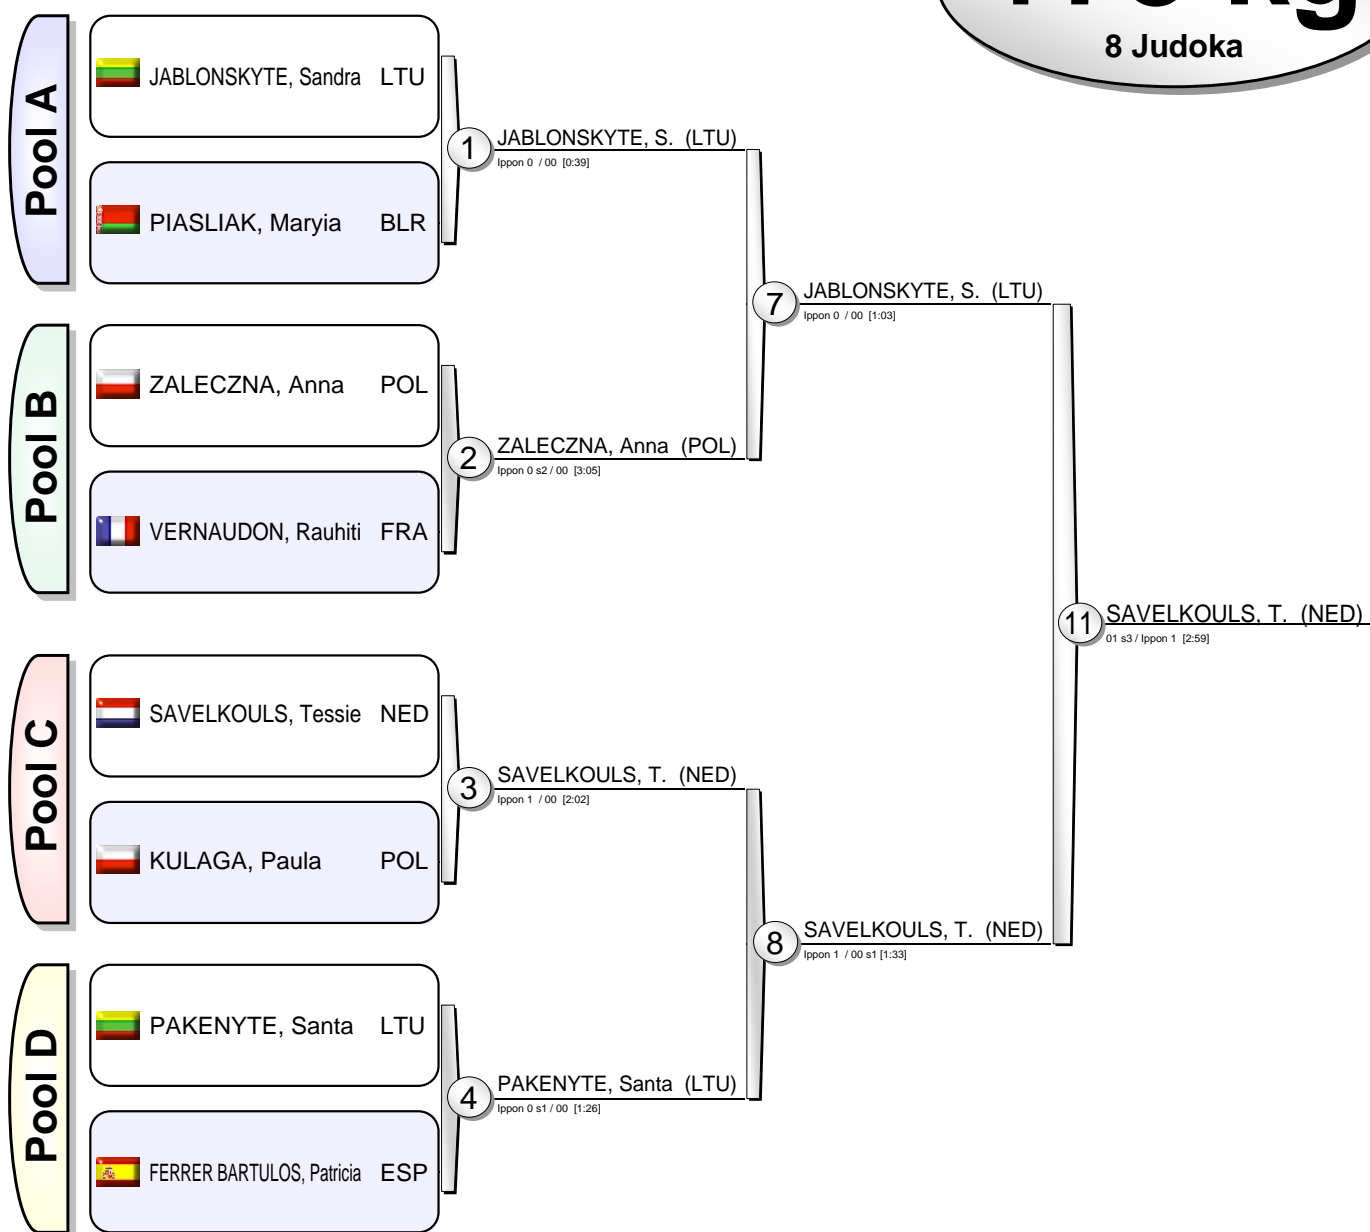 8 Judoka
Pool A
JABLONSKYTE, Sandra LTU
PIASLIAK, Maryia BLR
1
JABLONSKYTE, S. (LTU)
Ippon 0 / 00 [0:39]
Pool B
ZALECZNA, Anna POL
VERNAUDON, Rauhiti FRA
2
ZALECZNA, Anna (POL)
Ippon 0 s2 / 00 [3:05]
7
JABLONSKYTE, S. (LTU)
Ippon 0 / 00 [1:03]
Pool C
SAVELKOULS, Tessie NED
KULAGA, Paula POL
3
SAVELKOULS, T. (NED)
Ippon 1 / 00 [2:02]
Pool D
PAKENYTE, Santa LTU
FERRER BARTULOS, Patricia ESP
4
PAKENYTE, Santa (LTU)
Ippon 0 s1 / 00 [1:26]
8
SAVELKOULS, T. (NED)
Ippon 1 / 00 s1 [1:33]
11
SAVELKOULS, T. (NED)
01 s3 / Ippon 1 [2:59]